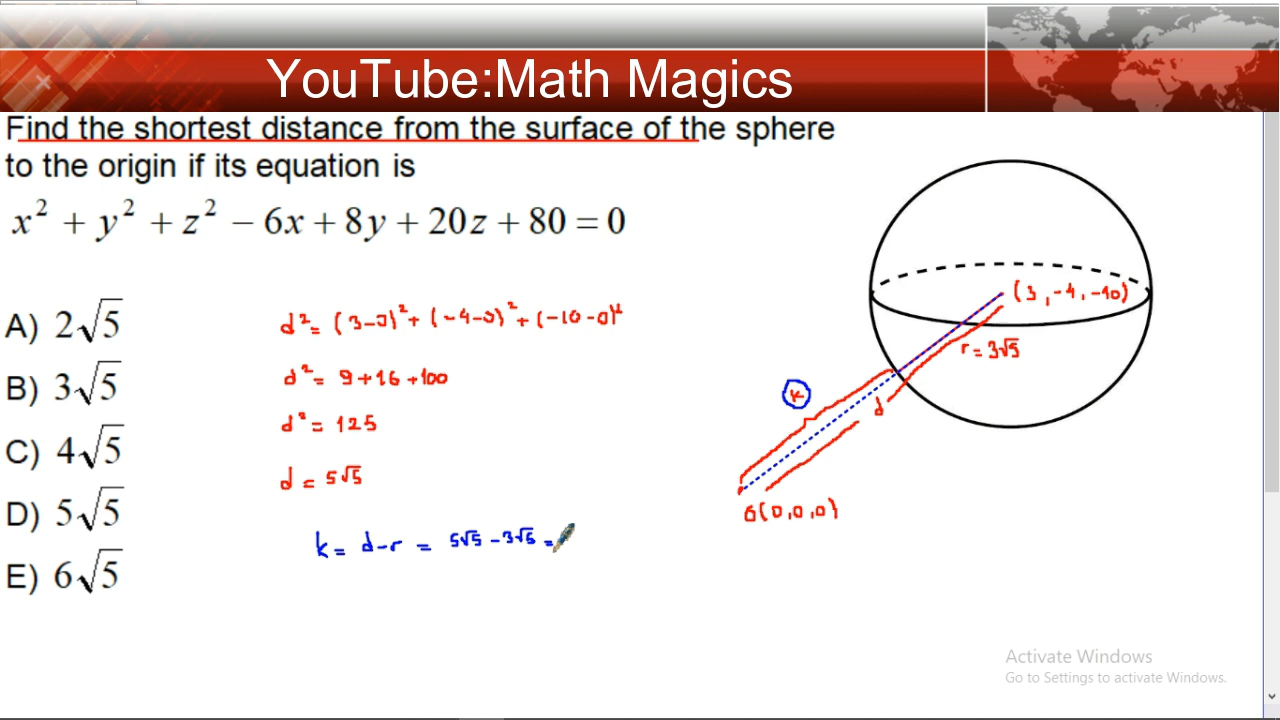 YouTube:Math Magics
Find the shortest distance from the surface of the sphere
to the origin if its equation is
x² + y² + z² − 6x + 8y + 20z + 80 = 0
A) 2√5
B) 3√5
C) 4√5
D) 5√5
E) 6√5
d² = (3-0)² + (-4-0)² + (-10-0)²
d² = 9+16+100
d² = 125
d = 5√5
k = d-r = 5√5 - 3√5 =
(3,-4,-10)
r = 3√5
k
d
O(0,0,0)
Activate Windows
Go to Settings to activate Windows.